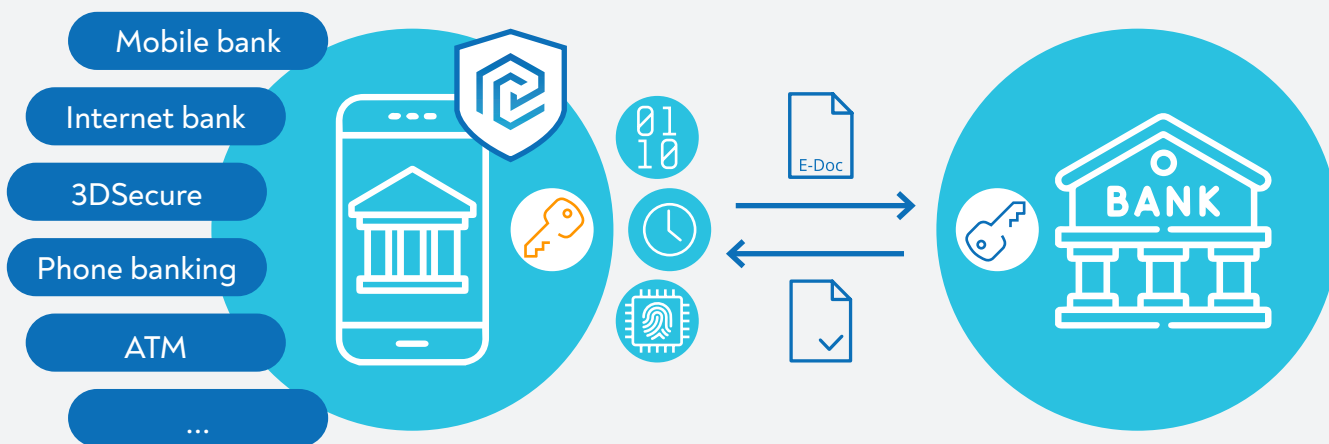 Mobile bank
Internet bank
3DSecure
Phone banking
ATM
...
01
10
E-Doc
BANK